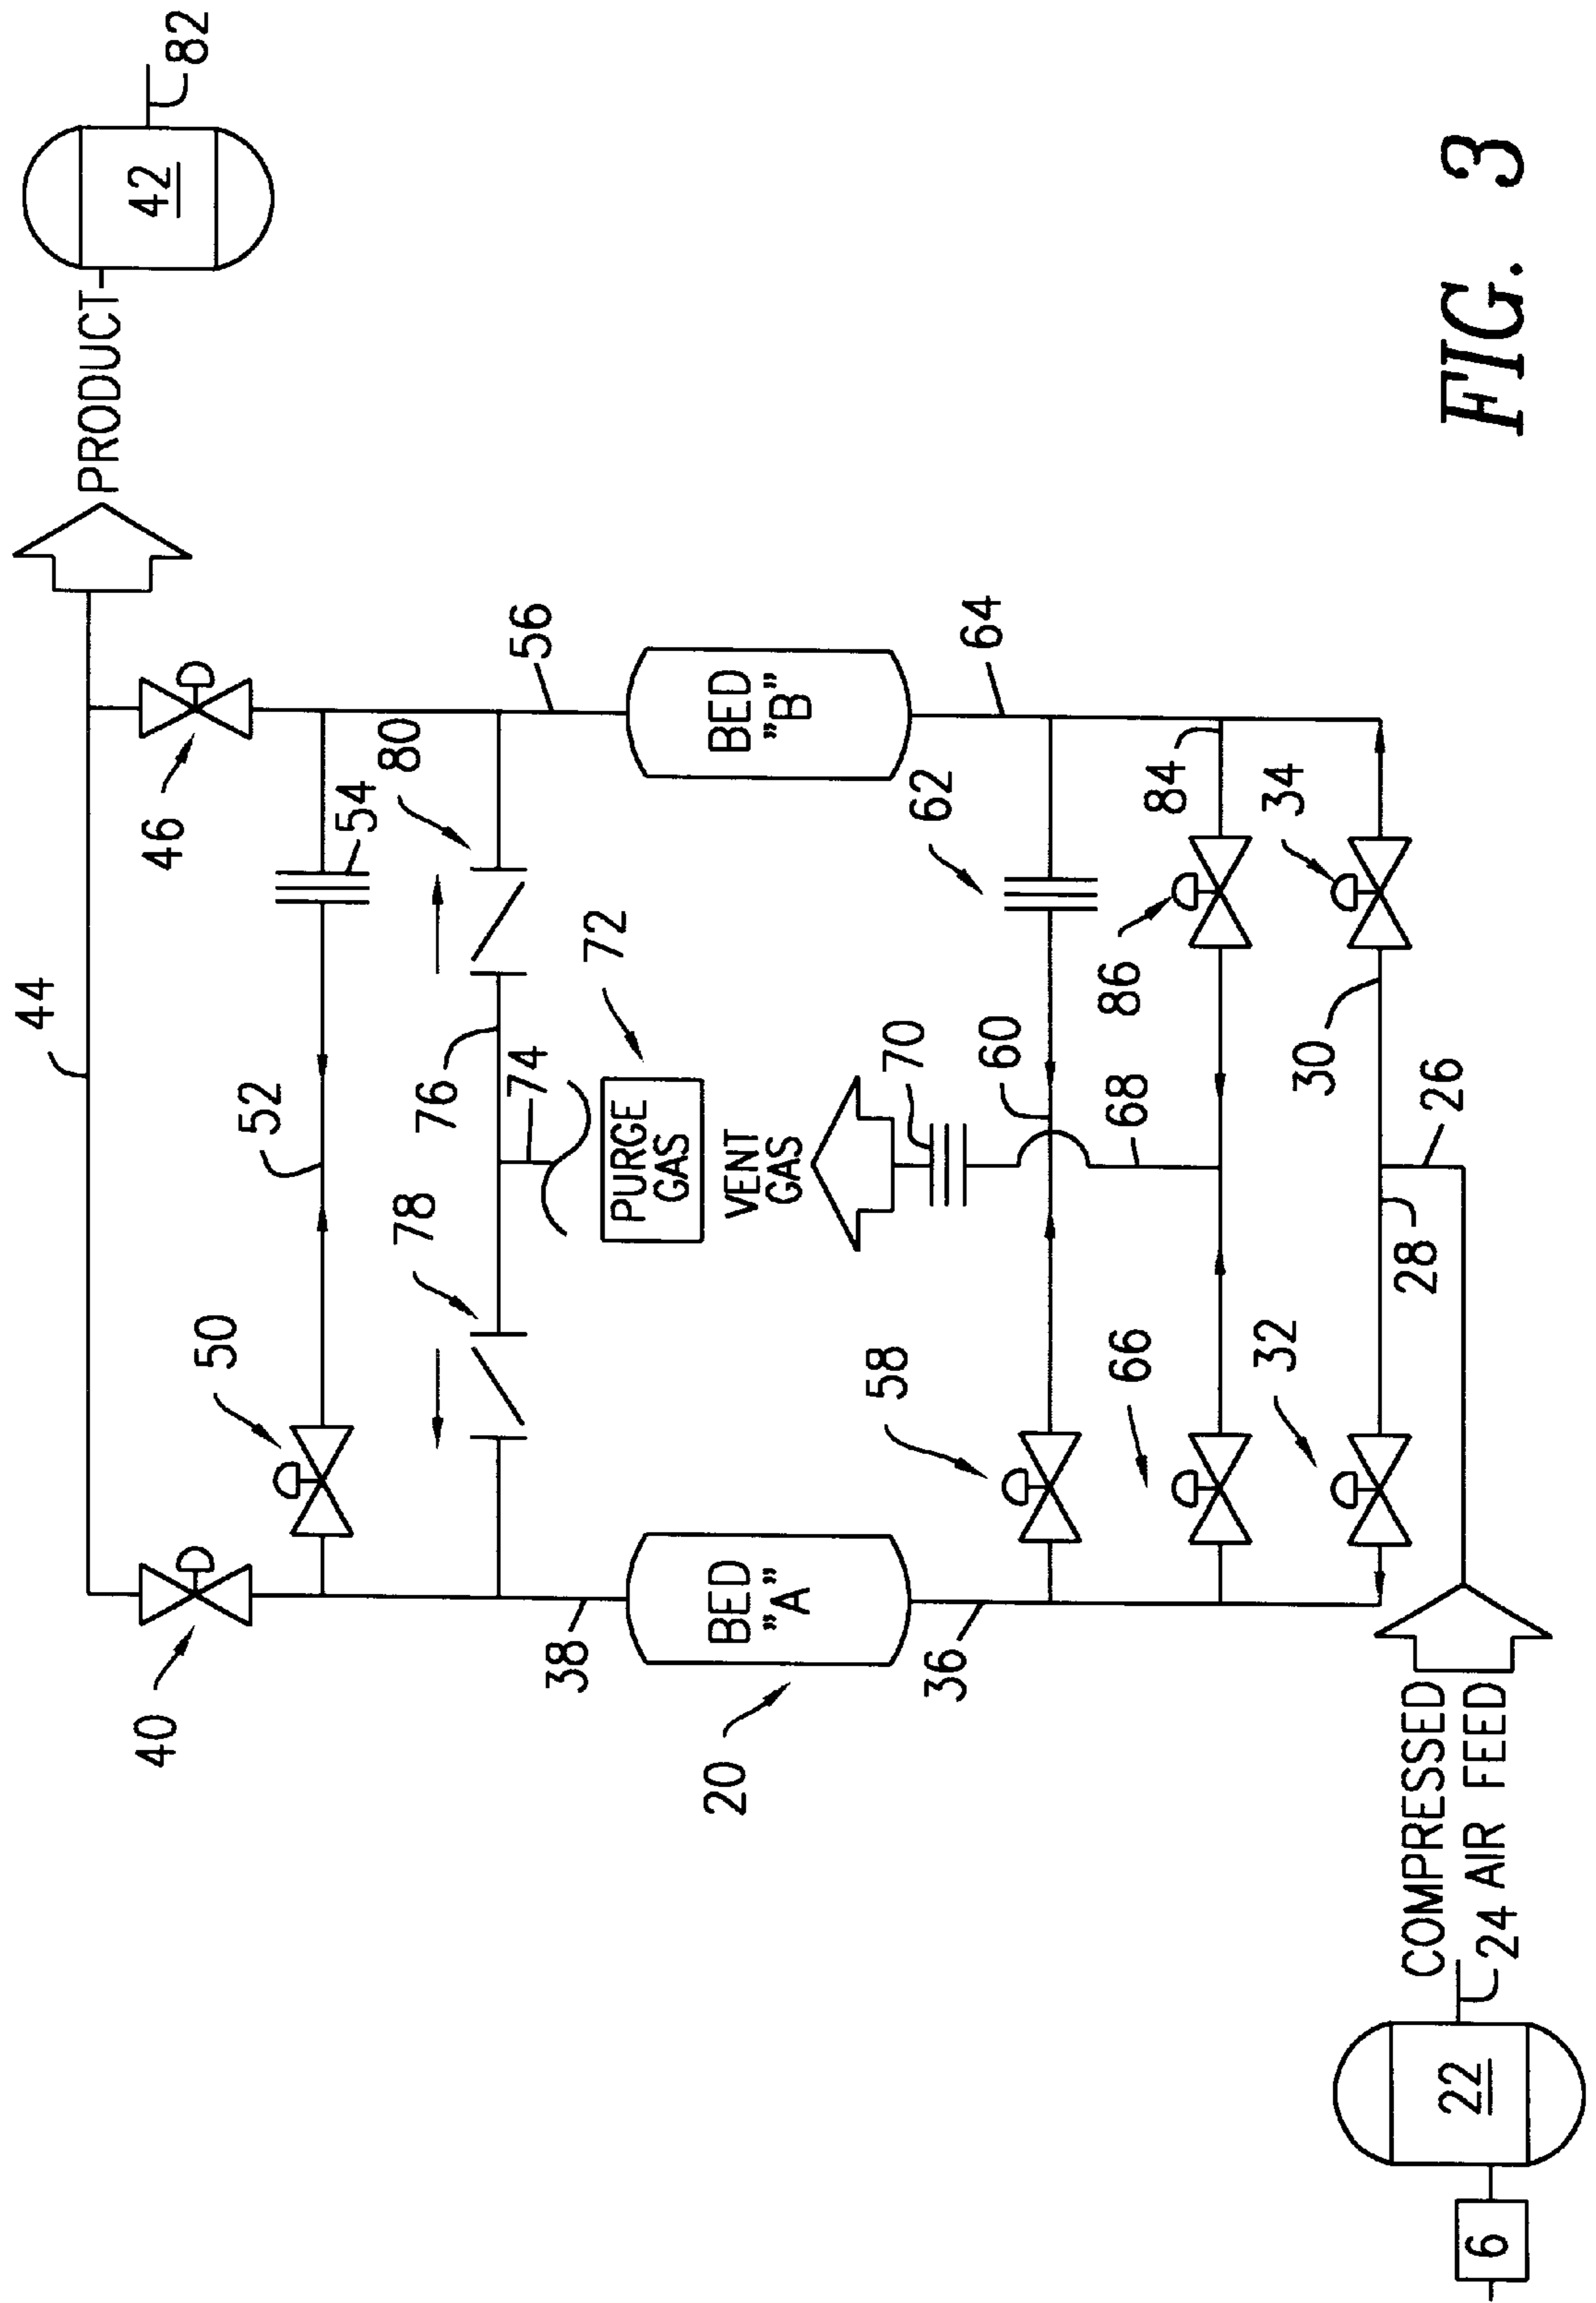 44
PRODUCT
42
82
40
50
52
54
46
78
76
74
80
38
PURGE
GAS
72
56
20
BED
"A"
VENT
GAS
BED
"B"
36
58
70
60
62
64
66
68
86
84
32
28
30
34
26
COMPRESSED
24 AIR FEED
22
6
FIG. 3